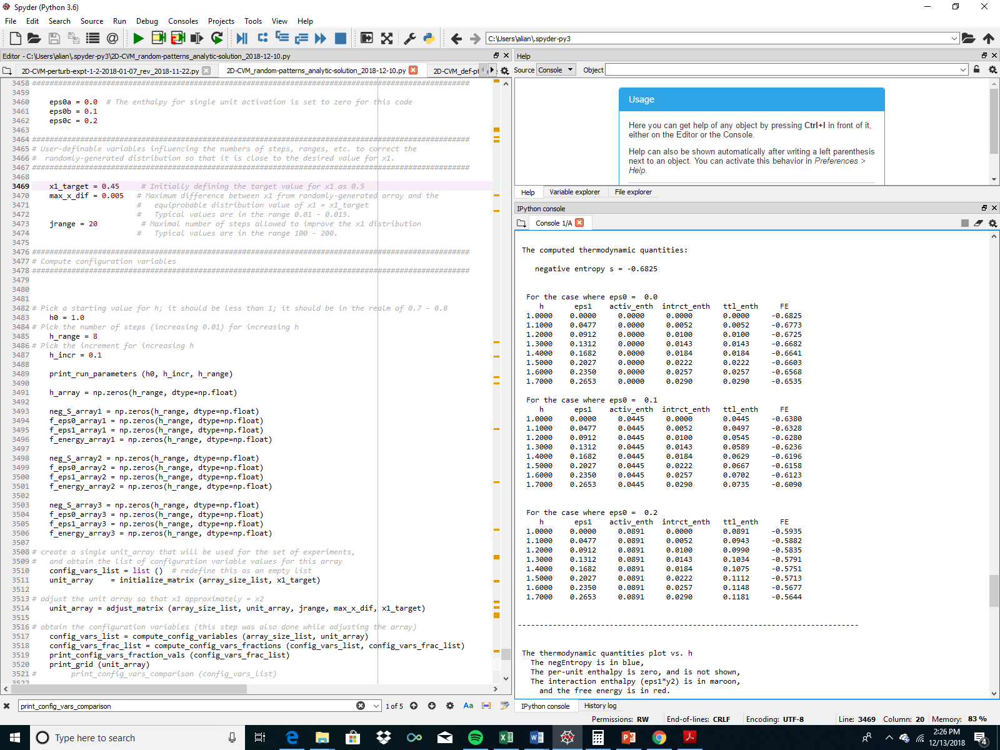 Spyder (Python 3.6)
File Edit Search Source Run Debug Consoles Projects Tools View Help
C:\Users\alian\.spyder-py3
Editor - C:\Users\alian\.spyder-py3\2D-CVM_random-patterns_analytic-solution_2018-12-10.py
2D-CVM-perturb-expt-1-2-2018-01-07_rev_2018-11-22.py
2D-CVM_random-patterns_analytic-solution_2018-12-10.py
3458 ####################################################################################################
3459
3460 eps0a = 0.0 # The enthalpy for single unit activation is set to zero for this code
3461 eps0b = 0.1
3462 eps0c = 0.2
3463
3464 ####################################################################################################
3465 # User-definable variables influencing the numbers of steps, ranges, etc. to correct the
3466 # randomly-generated distribution so that it is close to the desired value for x1.
3467 ####################################################################################################
3468
3469 x1_target = 0.45 # Initially defining the target value for x1 as 0.5
3470 max_x_dif = 0.005 # Maximum difference between x1 from randomly-generated array and the
3471 # equiprobable distribution value of x1 = x1_target
3472 # Typical values are in the range 0.01 - 0.015.
3473 jrange = 20 # Maximal number of steps allowed to improve the x1 distribution
3474 # Typical values are in the range 100 - 200.
3475
3476 ####################################################################################################
3477 # Compute configuration variables
3478 ####################################################################################################
3479
3480
3481
3482 # Pick a starting value for h; it should be less than 1; it should be in the realm of 0.7 - 0.8
3483 h0 = 1.0
3484 # Pick the number of steps (increasing 0.01) for increasing h
3485 h_range = 8
3486 # Pick the increment for increasing h
3487 h_incr = 0.1
3488
3489 print_run_parameters (h0, h_incr, h_range)
3490
3491 h_array = np.zeros(h_range, dtype=np.float)
3492
3493 neg_S_array1 = np.zeros(h_range, dtype=np.float)
3494 f_eps0_array1 = np.zeros(h_range, dtype=np.float)
3495 f_eps1_array1 = np.zeros(h_range, dtype=np.float)
3496 f_energy_array1 = np.zeros(h_range, dtype=np.float)
3497
3498 neg_S_array2 = np.zeros(h_range, dtype=np.float)
3499 f_eps0_array2 = np.zeros(h_range, dtype=np.float)
3500 f_eps1_array2 = np.zeros(h_range, dtype=np.float)
3501 f_energy_array2 = np.zeros(h_range, dtype=np.float)
3502
3503 neg_S_array3 = np.zeros(h_range, dtype=np.float)
3504 f_eps0_array3 = np.zeros(h_range, dtype=np.float)
3505 f_eps1_array3 = np.zeros(h_range, dtype=np.float)
3506 f_energy_array3 = np.zeros(h_range, dtype=np.float)
3507
3508 # create a single unit_array that will be used for the set of experiments,
3509 # and obtain the list of configuration variable values for this array
3510 config_vars_list = list () # redefine this as an empty list
3511 unit_array = initialize_matrix (array_size_list, x1_target)
3512
3513 # adjust the unit array so that x1 approximately = x2
3514 unit_array = adjust_matrix (array_size_list, unit_array, jrange, max_x_dif, x1_target)
3515
3516 # obtain the configuration variables (this step was also done while adjusting the array)
3517 config_vars_list = compute_config_variables (array_size_list, unit_array)
3518 config_vars_frac_list = compute_config_vars_fractions (config_vars_list, config_vars_frac_list)
3519 print_config_vars_fraction_vals (config_vars_frac_list)
3520 print_grid (unit_array)
3521 # print_config_vars_comparison (config_vars_list)
3522
print_config_vars_comparison 1 of 5 Aa
Help
Source Console Object
Usage
Here you can get help of any object by pressing Ctrl+I in front of it,
either on the Editor or the Console.
Help can also be shown automatically after writing a left parenthesis
next to an object. You can activate this behavior in Preferences >
Help.
Help Variable explorer File explorer
IPython console
Console 1/A
The computed thermodynamic quantities:
negative entropy s = -0.6825
For the case where eps0 = 0.0
h eps1 activ_enth intrct_enth ttl_enth FE
1.0000 0.0000 0.0000 0.0000 0.0000 -0.6825
1.1000 0.0477 0.0000 0.0052 0.0052 -0.6773
1.2000 0.0912 0.0000 0.0100 0.0100 -0.6725
1.3000 0.1312 0.0000 0.0143 0.0143 -0.6682
1.4000 0.1682 0.0000 0.0184 0.0184 -0.6641
1.5000 0.2027 0.0000 0.0222 0.0222 -0.6603
1.6000 0.2350 0.0000 0.0257 0.0257 -0.6568
1.7000 0.2653 0.0000 0.0290 0.0290 -0.6535
For the case where eps0 = 0.1
h eps1 activ_enth intrct_enth ttl_enth FE
1.0000 0.0000 0.0445 0.0000 0.0445 -0.6380
1.1000 0.0477 0.0445 0.0052 0.0497 -0.6328
1.2000 0.0912 0.0445 0.0100 0.0545 -0.6280
1.3000 0.1312 0.0445 0.0143 0.0589 -0.6236
1.4000 0.1682 0.0445 0.0184 0.0629 -0.6196
1.5000 0.2027 0.0445 0.0222 0.0667 -0.6158
1.6000 0.2350 0.0445 0.0257 0.0702 -0.6123
1.7000 0.2653 0.0445 0.0290 0.0735 -0.6090
For the case where eps0 = 0.2
h eps1 activ_enth intrct_enth ttl_enth FE
1.0000 0.0000 0.0891 0.0000 0.0891 -0.5935
1.1000 0.0477 0.0891 0.0052 0.0943 -0.5882
1.2000 0.0912 0.0891 0.0100 0.0990 -0.5835
1.3000 0.1312 0.0891 0.0143 0.1034 -0.5791
1.4000 0.1682 0.0891 0.0184 0.1075 -0.5751
1.5000 0.2027 0.0891 0.0222 0.1112 -0.5713
1.6000 0.2350 0.0891 0.0257 0.1148 -0.5677
1.7000 0.2653 0.0891 0.0290 0.1181 -0.5644
------------------------------------------------------------------------------
The thermodynamic quantities plot vs. h
The negEntropy is in blue,
The per-unit enthalpy is zero, and is not shown,
The interaction enthalpy (eps1*y2) is in maroon,
and the free energy is in red.
IPython console History log
Permissions: RW End-of-lines: CRLF Encoding: UTF-8 Line: 3469 Column: 20 Memory: 83 %
Type here to search
2:26 PM
12/13/2018
4